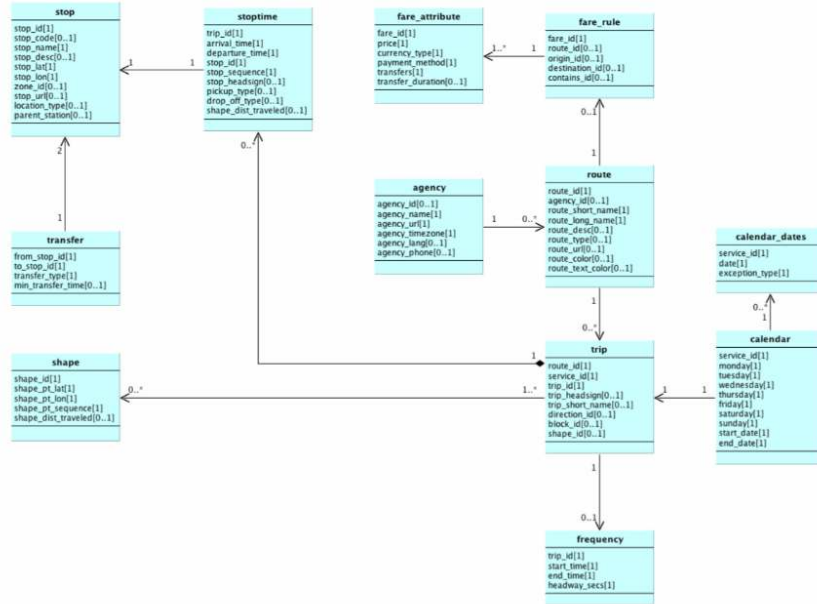 stop
stop_id[1]
stop_code[0..1]
stop_name[1]
stop_desc[0..1]
stop_lat[1]
stop_lon[1]
zone_id[0..1]
stop_url[0..1]
location_type[0..1]
parent_station[0..1]
stoptime
trip_id[1]
arrival_time[1]
departure_time[1]
stop_id[1]
stop_sequence[1]
stop_headsign[0..1]
pickup_type[0..1]
drop_off_type[0..1]
shape_dist_traveled[0..1]
fare_attribute
fare_id[1]
price[1]
currency_type[1]
payment_method[1]
transfers[1]
transfer_duration[0..1]
fare_rule
fare_id[1]
route_id[0..1]
origin_id[0..1]
destination_id[0..1]
contains_id[0..1]
1
1
1..*
1
2
1
0..*
0..1
1
transfer
from_stop_id[1]
to_stop_id[1]
transfer_type[1]
min_transfer_time[0..1]
agency
agency_id[0..1]
agency_name[1]
agency_url[1]
agency_timezone[1]
agency_lang[0..1]
agency_phone[0..1]
1
0..*
route
route_id[1]
agency_id[0..1]
route_short_name[1]
route_long_name[1]
route_desc[0..1]
route_type[0..1]
route_url[0..1]
route_color[0..1]
route_text_color[0..1]
calendar_dates
service_id[1]
date[1]
exception_type[1]
1
0..*
0..*
1
shape
shape_id[1]
shape_pt_lat[1]
shape_pt_lon[1]
shape_pt_sequence[1]
shape_dist_traveled[0..1]
0..*
1
1..*
trip
route_id[1]
service_id[1]
trip_id[1]
trip_headsign[0..1]
trip_short_name[0..1]
direction_id[0..1]
block_id[0..1]
shape_id[0..1]
1
1
calendar
service_id[1]
monday[1]
tuesday[1]
wednesday[1]
thursday[1]
friday[1]
saturday[1]
sunday[1]
start_date[1]
end_date[1]
1
0..1
frequency
trip_id[1]
start_time[1]
end_time[1]
headway_secs[1]